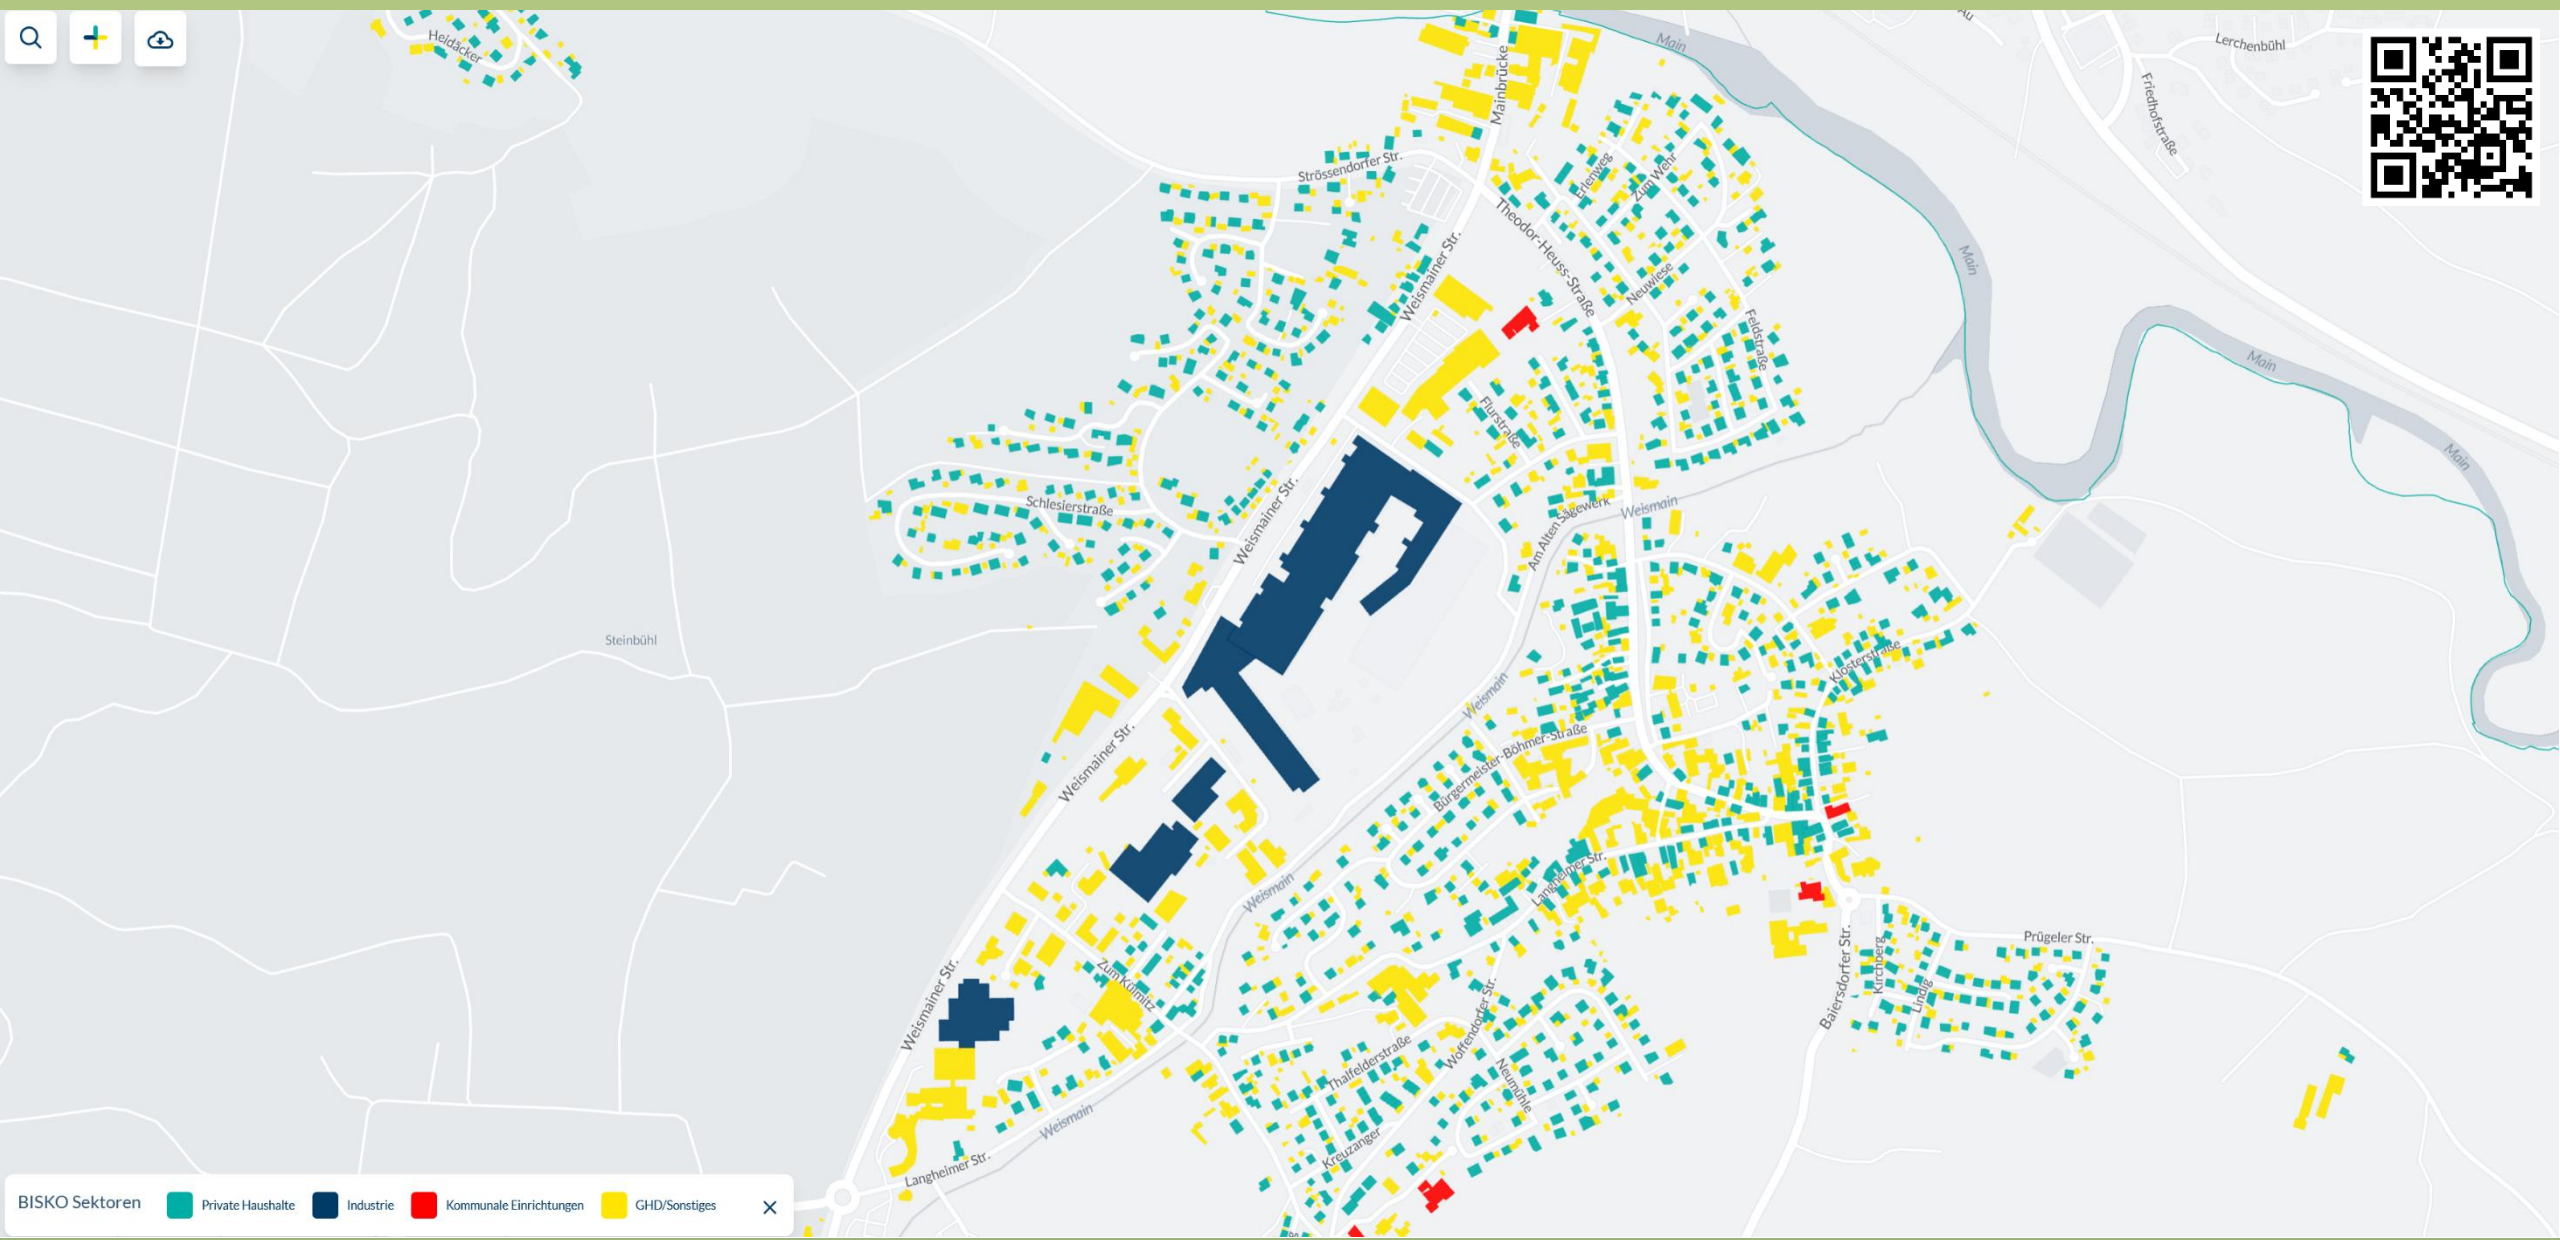 Heidäcker
Mainbrücke
Main
Au
Lerchenbühl
Friedhofstraße
Strössendorfer Str.
Erlenweg
Zum Wehr
Theodor-Heuss-Straße
Weismainer Str.
Neuwiese
Main
Feldstraße
Main
Flurstraße
Main
Schlesierstraße
Weismainer Str.
Am Alten Sägewerk
Weismain
Steinbühl
Klosterstraße
Weismain
Bürgermeister-Böhmer-Straße
Weismainer Str.
Langheimer Str.
Weismain
Prügeler Str.
Kirchberg
Lindig
Baiersdorfer Str.
Zum Külmitz
Weismainer Str.
Woffendorfer Str.
Thalfelderstraße
Neumühle
Weismain
Kreuzanger
Langheimer Str.
BISKO Sektoren
Private Haushalte
Industrie
Kommunale Einrichtungen
GHD/Sonstiges